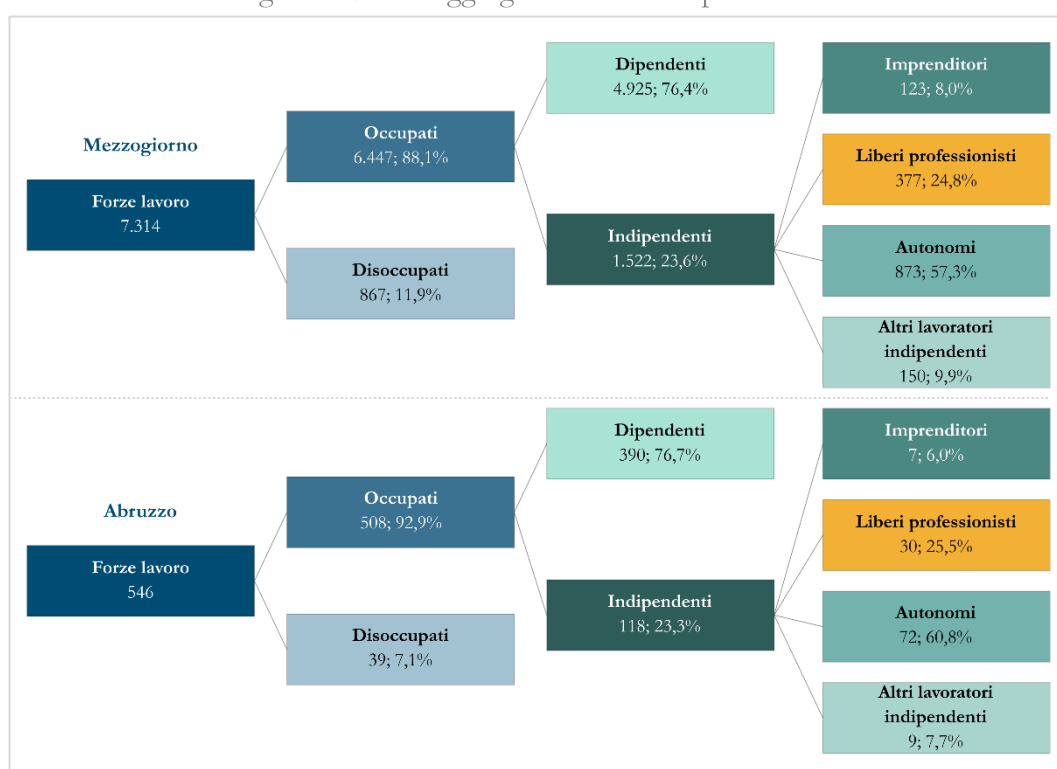 Mezzogiorno
Forze lavoro
7.314
Occupati
6.447; 88,1%
Disoccupati
867; 11,9%
Dipendenti
4.925; 76,4%
Indipendenti
1.522; 23,6%
Imprenditori
123; 8,0%
Liberi professionisti
377; 24,8%
Autonomi
873; 57,3%
Altri lavoratori
indipendenti
150; 9,9%
Abruzzo
Forze lavoro
546
Occupati
508; 92,9%
Disoccupati
39; 7,1%
Dipendenti
390; 76,7%
Indipendenti
118; 23,3%
Imprenditori
7; 6,0%
Liberi professionisti
30; 25,5%
Autonomi
72; 60,8%
Altri lavoratori
indipendenti
9; 7,7%